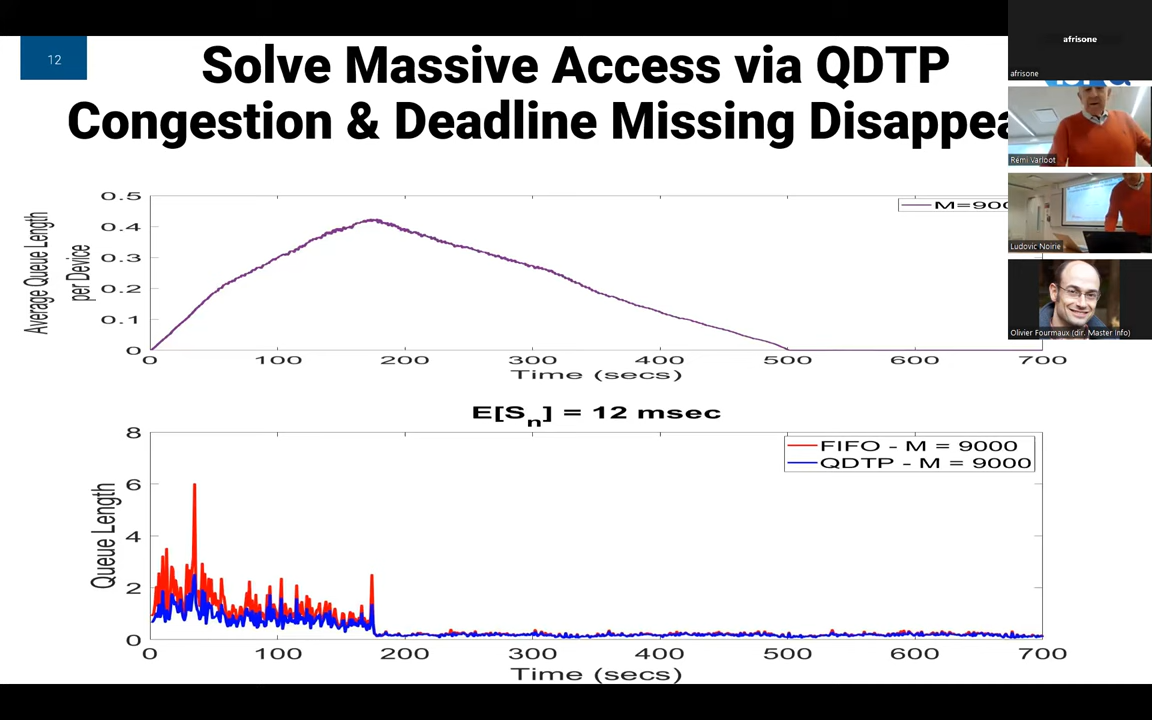 12
Solve Massive Access via QDTP
Congestion & Deadline Missing Disappea
afrisone
afrisone
Rémi Varloot
Ludovic Noirie
Olivier Fourmaux (dir. Master Info)
Average Queue Length
per Device
0.5
0.4
0.3
0.2
0.1
0
M=900
0 100 200 300 400 500 600 700
Time (secs)
E[Sn] = 12 msec
Queue Length
8
6
4
2
0
FIFO - M = 9000
QDTP - M = 9000
0 100 200 300 400 500 600 700
Time (secs)